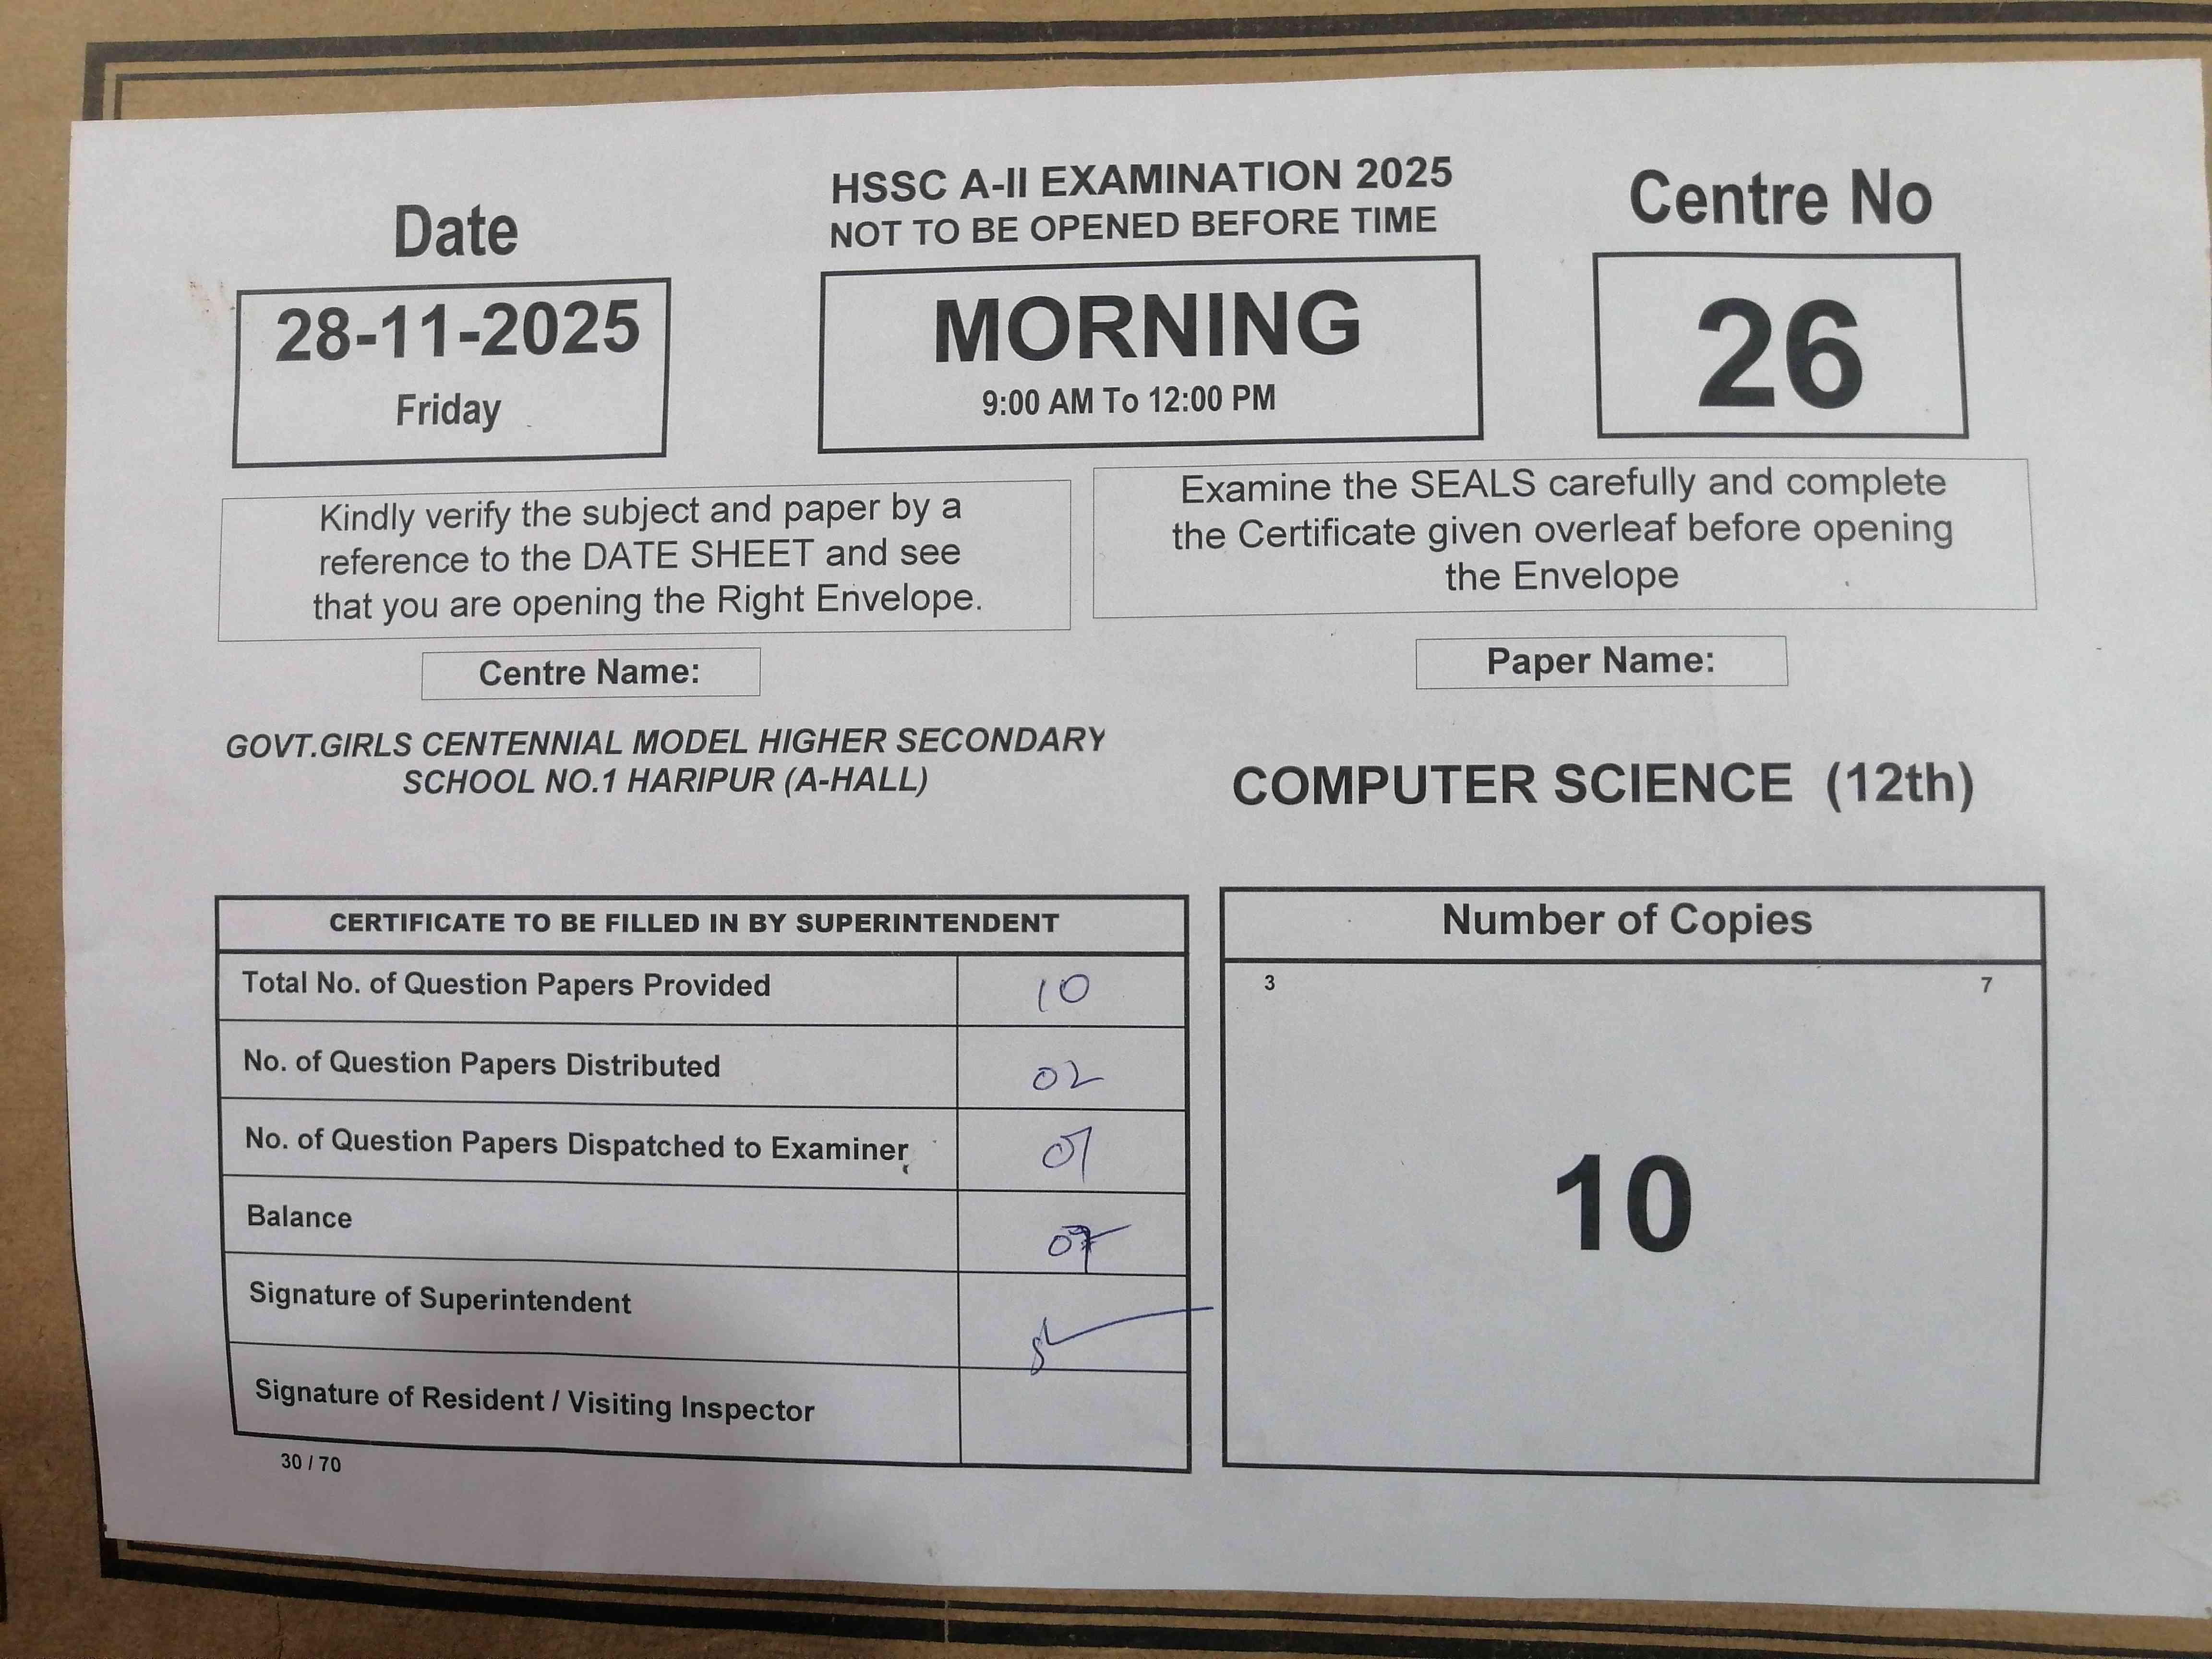 HSSC A-II EXAMINATION 2025
NOT TO BE OPENED BEFORE TIME
Date
28-11-2025
Friday
MORNING
9:00 AM To 12:00 PM
Centre No
26
Kindly verify the subject and paper by a
reference to the DATE SHEET and see
that you are opening the Right Envelope.
Examine the SEALS carefully and complete
the Certificate given overleaf before opening
the Envelope
Centre Name:
GOVT.GIRLS CENTENNIAL MODEL HIGHER SECONDARY
SCHOOL NO.1 HARIPUR (A-HALL)
Paper Name:
COMPUTER SCIENCE (12th)
CERTIFICATE TO BE FILLED IN BY SUPERINTENDENT
Total No. of Question Papers Provided 10
No. of Question Papers Distributed 02
No. of Question Papers Dispatched to Examiner 01
Balance 07
Signature of Superintendent
Signature of Resident / Visiting Inspector
30 / 70
Number of Copies
3 7
10